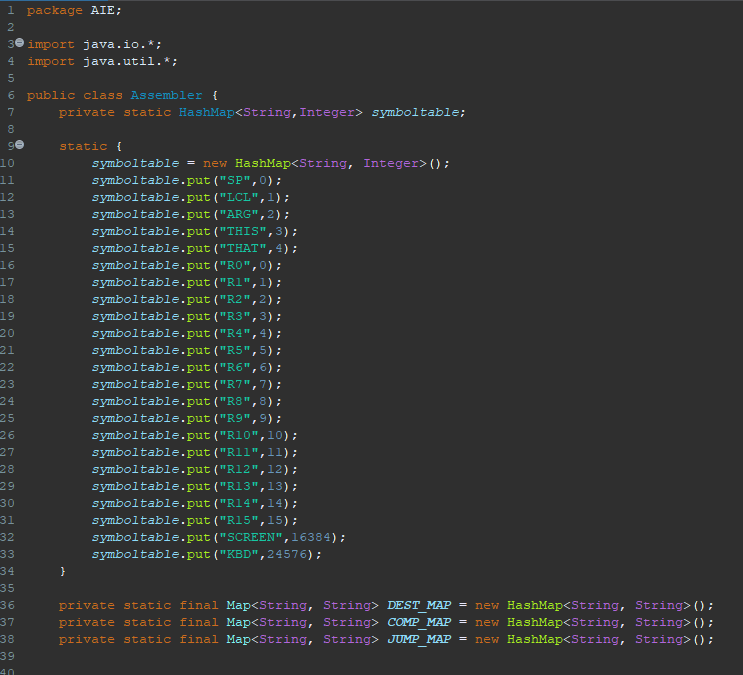 1 package AIE;
2
3 import java.io.*;
4 import java.util.*;
5
6 public class Assembler {
7     private static HashMap<String,Integer> symboltable;
8
9     static {
10         symboltable = new HashMap<String, Integer>();
11         symboltable.put("SP",0);
12         symboltable.put("LCL",1);
13         symboltable.put("ARG",2);
14         symboltable.put("THIS",3);
15         symboltable.put("THAT",4);
16         symboltable.put("R0",0);
17         symboltable.put("R1",1);
18         symboltable.put("R2",2);
19         symboltable.put("R3",3);
20         symboltable.put("R4",4);
21         symboltable.put("R5",5);
22         symboltable.put("R6",6);
23         symboltable.put("R7",7);
24         symboltable.put("R8",8);
25         symboltable.put("R9",9);
26         symboltable.put("R10",10);
27         symboltable.put("R11",11);
28         symboltable.put("R12",12);
29         symboltable.put("R13",13);
30         symboltable.put("R14",14);
31         symboltable.put("R15",15);
32         symboltable.put("SCREEN",16384);
33         symboltable.put("KBD",24576);
34     }
35
36     private static final Map<String, String> DEST_MAP = new HashMap<String, String>();
37     private static final Map<String, String> COMP_MAP = new HashMap<String, String>();
38     private static final Map<String, String> JUMP_MAP = new HashMap<String, String>();
39
40